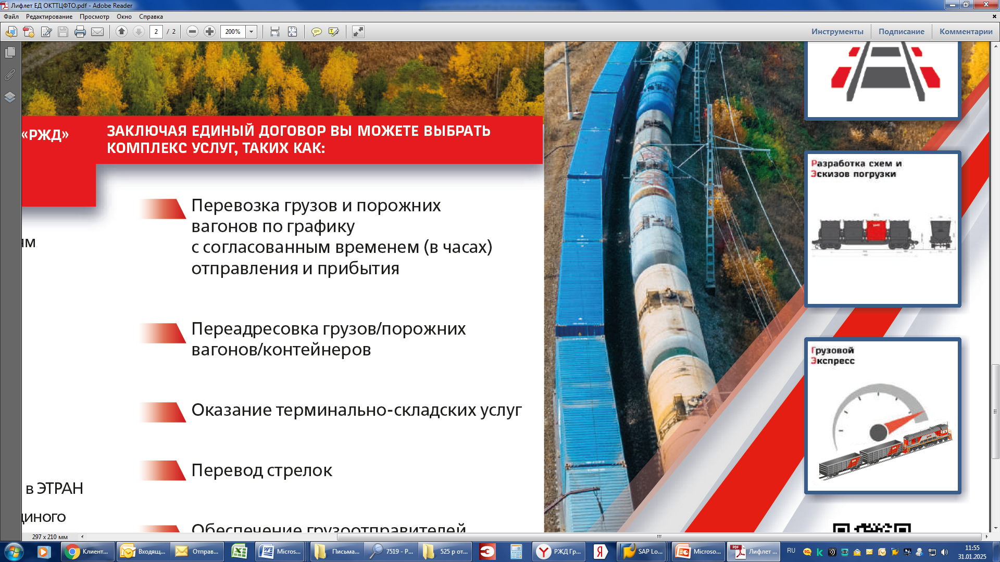 Лифлет ЕД ОКТТЦФТО.pdf - Adobe Reader
Файл Редактирование Просмотр Окно Справка
2 / 2 200% Инструменты Подписание Комментарии
«РЖД»
ЗАКЛЮЧАЯ ЕДИНЫЙ ДОГОВОР ВЫ МОЖЕТЕ ВЫБРАТЬ
КОМПЛЕКС УСЛУГ, ТАКИХ КАК:
Перевозка грузов и порожних
вагонов по графику
с согласованным временем (в часах)
отправления и прибытия
Переадресовка грузов/порожних
вагонов/контейнеров
Оказание терминально-складских услуг
Перевод стрелок
Обеспечение грузоотправителей
в ЭТРАН
Разработка схем и
Эскизов погрузки
Грузовой
Экспресс
297 x 210 мм
Клиент... Входящ... Отправ... Micros... Письма... 7519 - Р... 525 р от... РЖД Гр... SAP Lo... Microso... Лифлет ... RU 11:55
31.01.2025